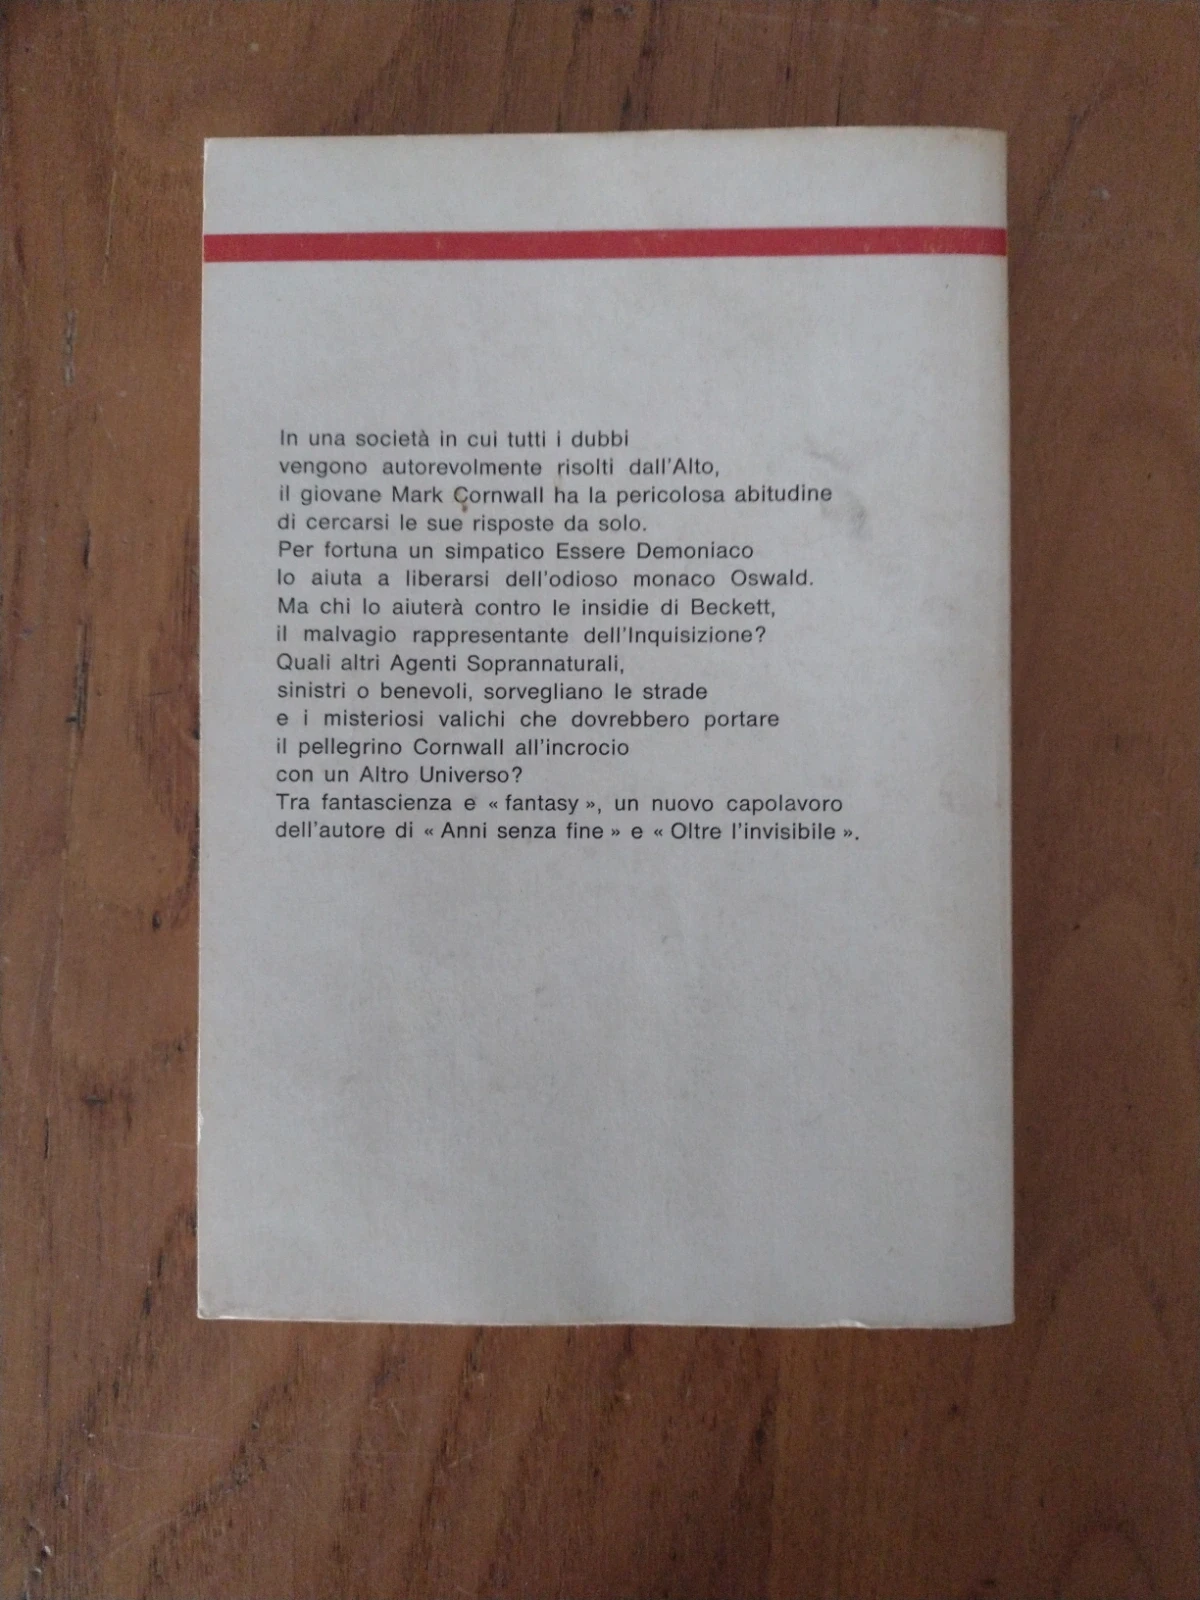 In una società in cui tutti i dubbi
vengono autorevolmente risolti dall'Alto,
il giovane Mark Cornwall ha la pericolosa abitudine
di cercarsi le sue risposte da solo.
Per fortuna un simpatico Essere Demoniaco
lo aiuta a liberarsi dell'odioso monaco Oswald.
Ma chi lo aiuterà contro le insidie di Beckett,
il malvagio rappresentante dell'Inquisizione?
Quali altri Agenti Soprannaturali,
sinistri o benevoli, sorvegliano le strade
e i misteriosi valichi che dovrebbero portare
il pellegrino Cornwall all'incrocio
con un Altro Universo?
Tra fantascienza e « fantasy », un nuovo capolavoro
dell'autore di « Anni senza fine » e « Oltre l'invisibile ».